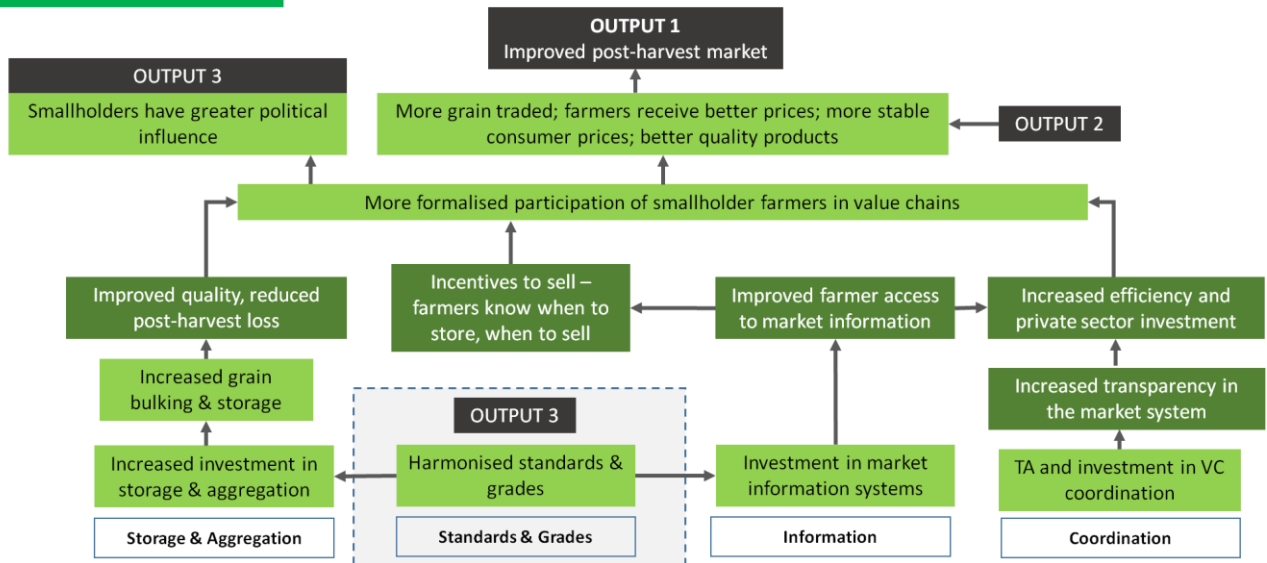 OUTPUT 1
Improved post-harvest market
OUTPUT 3
Smallholders have greater political
influence
More grain traded; farmers receive better prices; more stable
consumer prices; better quality products
OUTPUT 2
More formalised participation of smallholder farmers in value chains
Improved quality, reduced
post-harvest loss
Incentives to sell –
farmers know when to
store, when to sell
Improved farmer access
to market information
Increased efficiency and
private sector investment
Increased grain
bulking & storage
Increased transparency in
the market system
OUTPUT 3
Increased investment in
storage & aggregation
Harmonised standards &
grades
Investment in market
information systems
TA and investment in VC
coordination
Storage & Aggregation
Standards & Grades
Information
Coordination